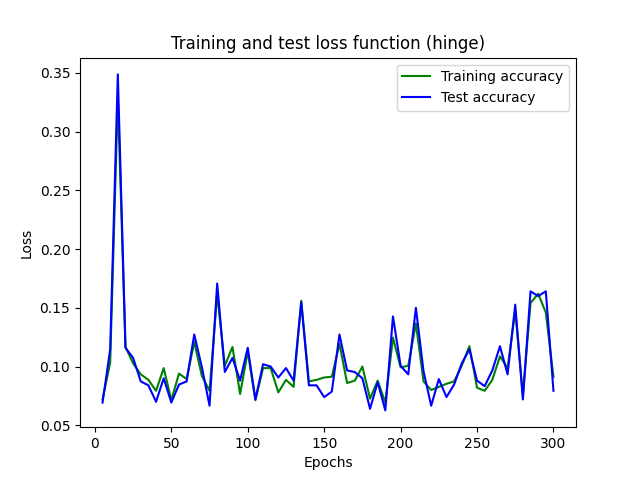 Training and test loss function (hinge)
Training accuracy
Test accuracy
0.35
0.30
0.25
0.20
0.15
0.10
0.05
Loss
0
50
100
150
200
250
300
Epochs